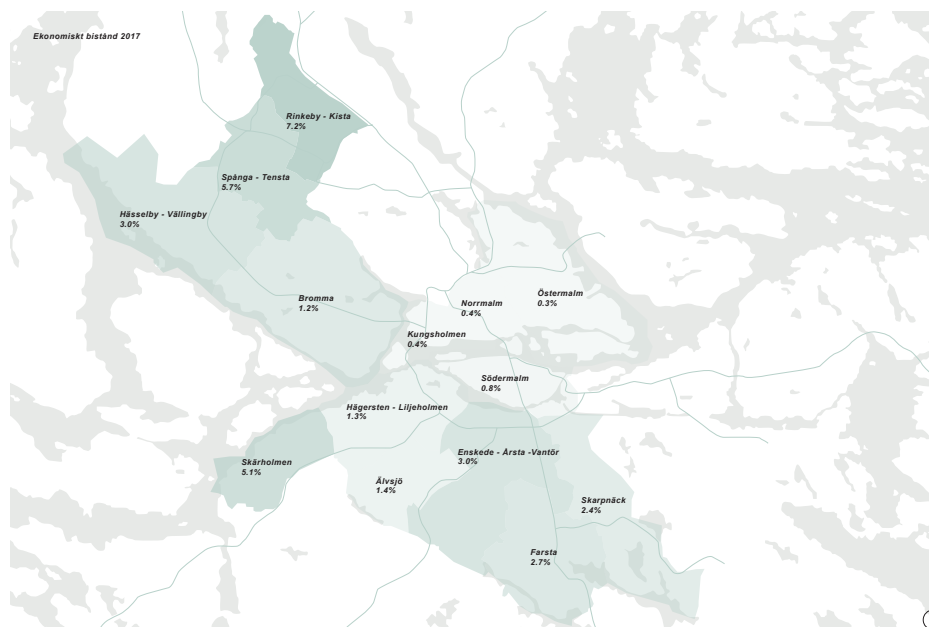 Ekonomiskt bistånd 2017
Rinkeby - Kista
7.2%
Spånga - Tensta
5.7%
Hässelby - Vällingby
3.0%
Bromma
1.2%
Norrmalm
0.4%
Östermalm
0.3%
Kungsholmen
0.4%
Södermalm
0.8%
Hägersten - Liljeholmen
1.3%
Enskede - Årsta -Vantör
3.0%
Skärholmen
5.1%
Älvsjö
1.4%
Skarpnäck
2.4%
Farsta
2.7%